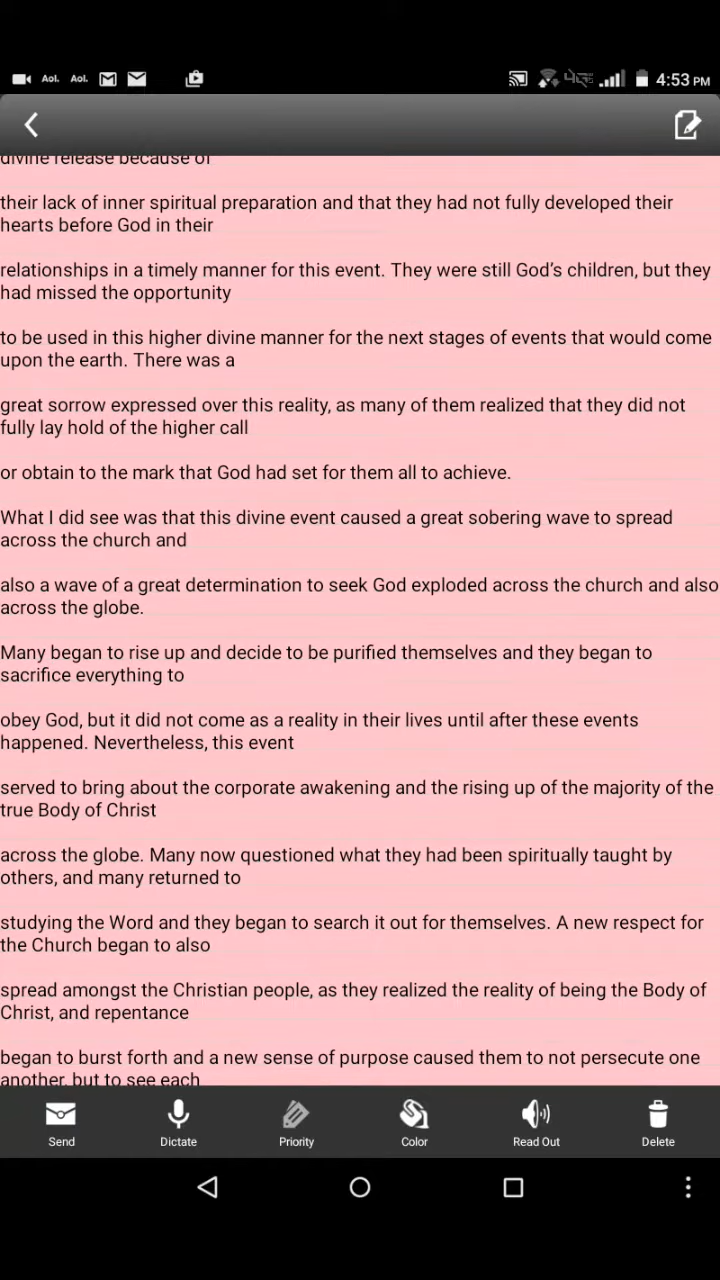 Aol.
Aol.
4:53 PM
divine release because of
their lack of inner spiritual preparation and that they had not fully developed their
hearts before God in their
relationships in a timely manner for this event. They were still God’s children, but they
had missed the opportunity
to be used in this higher divine manner for the next stages of events that would come
upon the earth. There was a
great sorrow expressed over this reality, as many of them realized that they did not
fully lay hold of the higher call
or obtain to the mark that God had set for them all to achieve.
What I did see was that this divine event caused a great sobering wave to spread
across the church and
also a wave of a great determination to seek God exploded across the church and also
across the globe.
Many began to rise up and decide to be purified themselves and they began to
sacrifice everything to
obey God, but it did not come as a reality in their lives until after these events
happened. Nevertheless, this event
served to bring about the corporate awakening and the rising up of the majority of the
true Body of Christ
across the globe. Many now questioned what they had been spiritually taught by
others, and many returned to
studying the Word and they began to search it out for themselves. A new respect for
the Church began to also
spread amongst the Christian people, as they realized the reality of being the Body of
Christ, and repentance
began to burst forth and a new sense of purpose caused them to not persecute one
another, but to see each
Send
Dictate
Priority
Color
Read Out
Delete